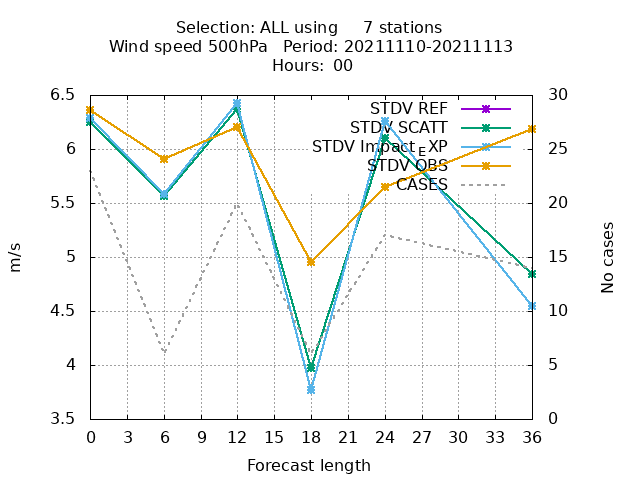 Selection: ALL using 7 stations
Wind speed 500hPa Period: 20211110-20211113
Hours: 00
STDV REF
STDV SCATT
STDV Impact_EXP
STDV OBS
CASES
6.5
6
5.5
5
4.5
4
3.5
m/s
30
25
20
15
10
5
0
No cases
0 3 6 9 12 15 18 21 24 27 30 33 36
Forecast length